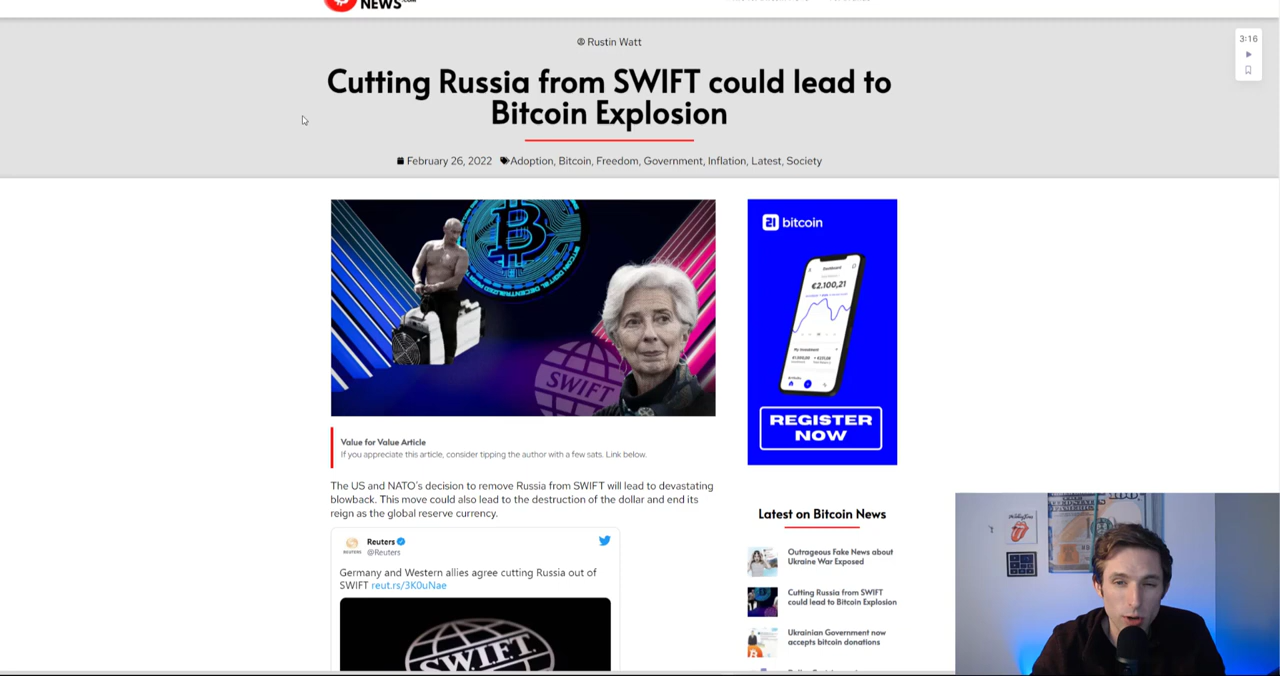 NEWS.COM
Rustin Watt
3:16
Cutting Russia from SWIFT could lead to
Bitcoin Explosion
February 26, 2022 Adoption, Bitcoin, Freedom, Government, Inflation, Latest, Society
SWIFT
21 bitcoin
Dashboard
€2.100,21
My Investment
REGISTER
NOW
Value for Value Article
If you appreciate this article, consider tipping the author with a few sats. Link below.
The US and NATO's decision to remove Russia from SWIFT will lead to devastating
blowback. This move could also lead to the destruction of the dollar and end its
reign as the global reserve currency.
Reuters
@Reuters
Germany and Western allies agree cutting Russia out of
SWIFT reut.rs/3K0uNae
S.W.I.F.T.
Latest on Bitcoin News
Outrageous Fake News about
Ukraine War Exposed
Cutting Russia from SWIFT
could lead to Bitcoin Explosion
Ukrainian Government now
accepts bitcoin donations